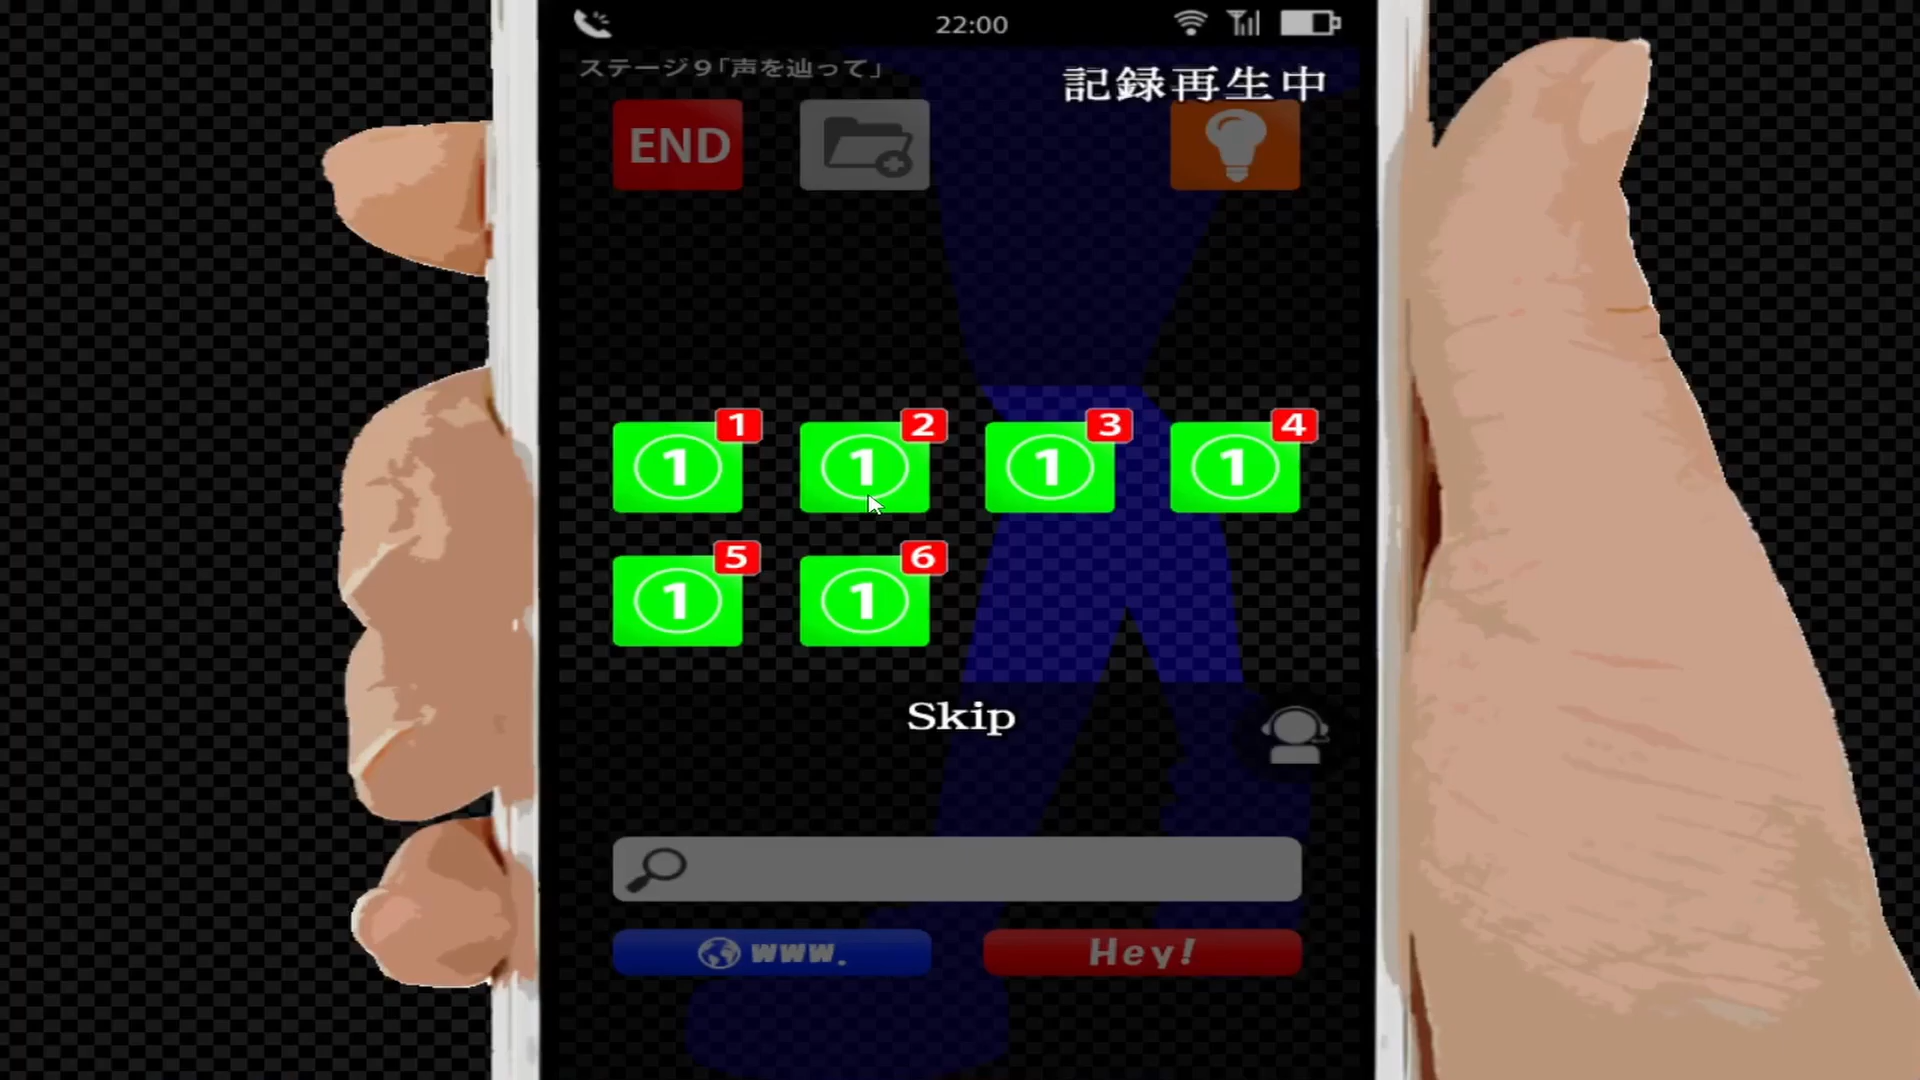 22:00
ステージ9「声を辿って」
記録再生中
END
1 2 3 4
1 1 1 1
5 6
1 1
Skip
www.
Hey!